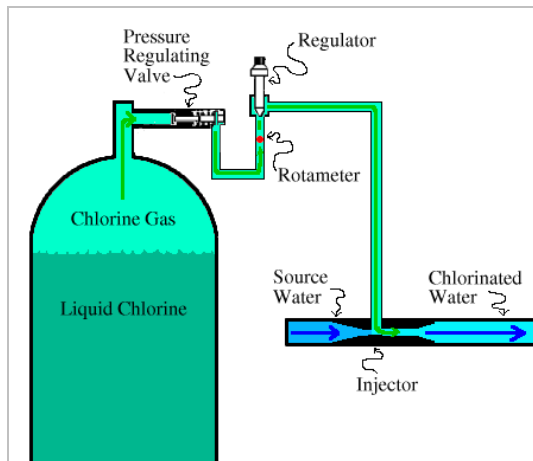 Pressure
Regulating
Valve
Regulator
Rotameter
Chlorine Gas
Liquid Chlorine
Source
Water
Chlorinated
Water
Injector